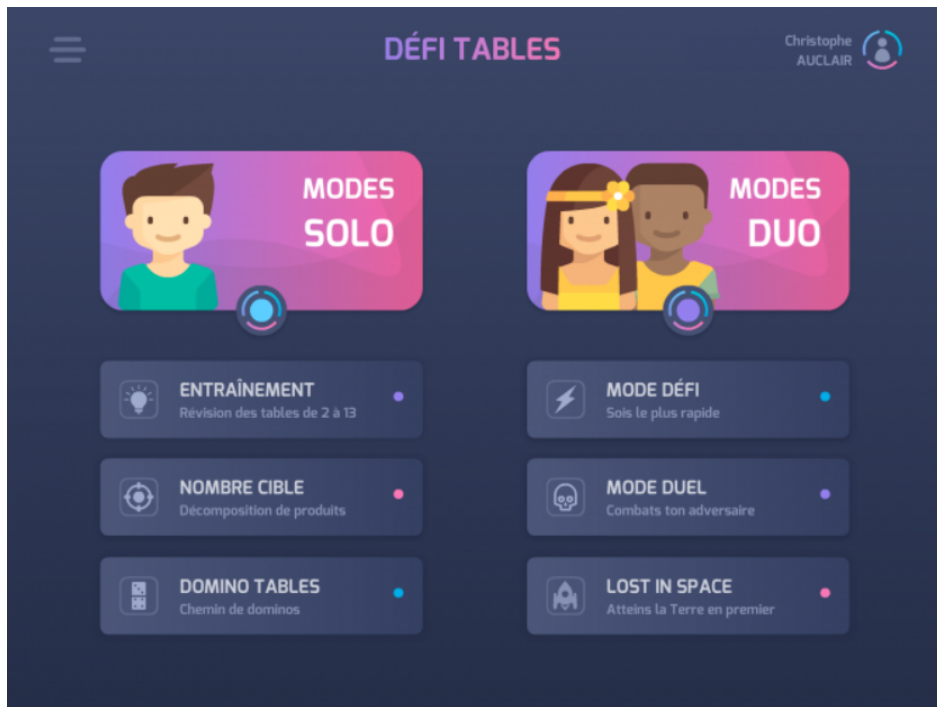 DÉFI TABLES
Christophe
AUCLAIR
MODES
SOLO
MODES
DUO
ENTRAÎNEMENT
Révision des tables de 2 à 13
NOMBRE CIBLE
Décomposition de produits
DOMINO TABLES
Chemin de dominos
MODE DÉFI
Sois le plus rapide
MODE DUEL
Combats ton adversaire
LOST IN SPACE
Atteins la Terre en premier